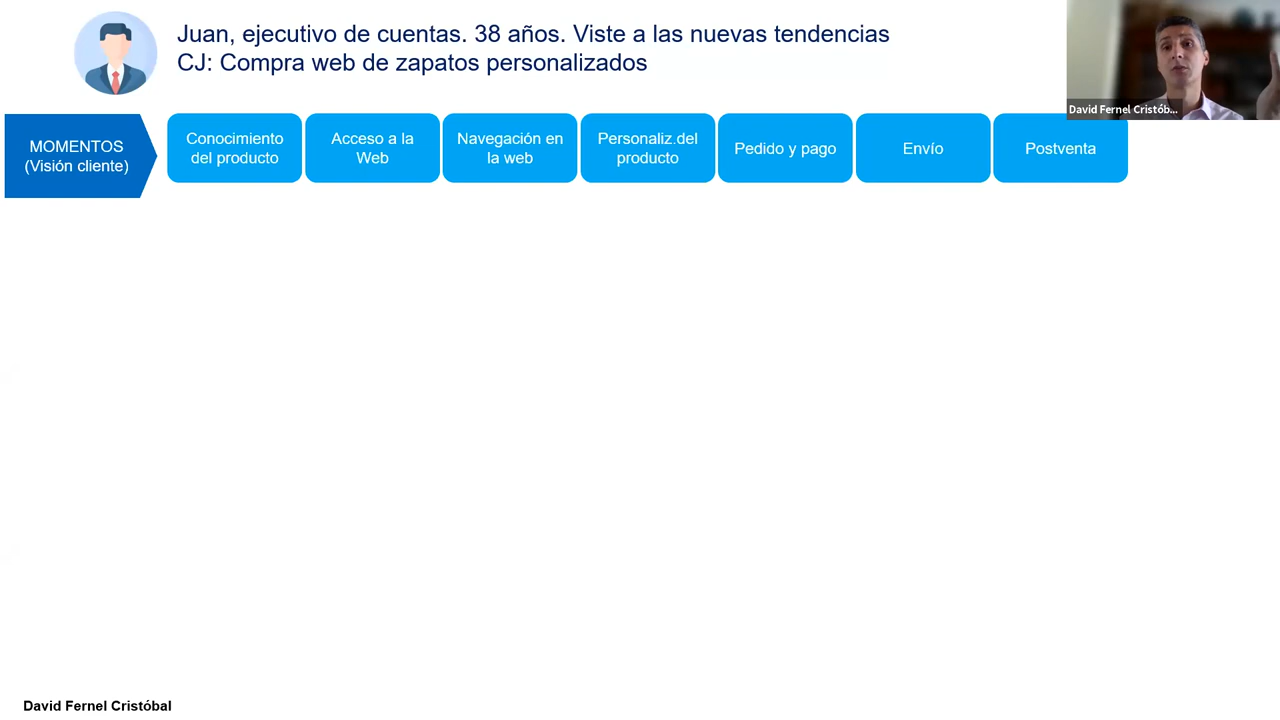 Juan, ejecutivo de cuentas. 38 años. Viste a las nuevas tendencias
CJ: Compra web de zapatos personalizados
David Fernel Cristób...
MOMENTOS
(Visión cliente)
Conocimiento
del producto
Acceso a la
Web
Navegación en
la web
Personaliz.del
producto
Pedido y pago
Envío
Postventa
David Fernel Cristóbal